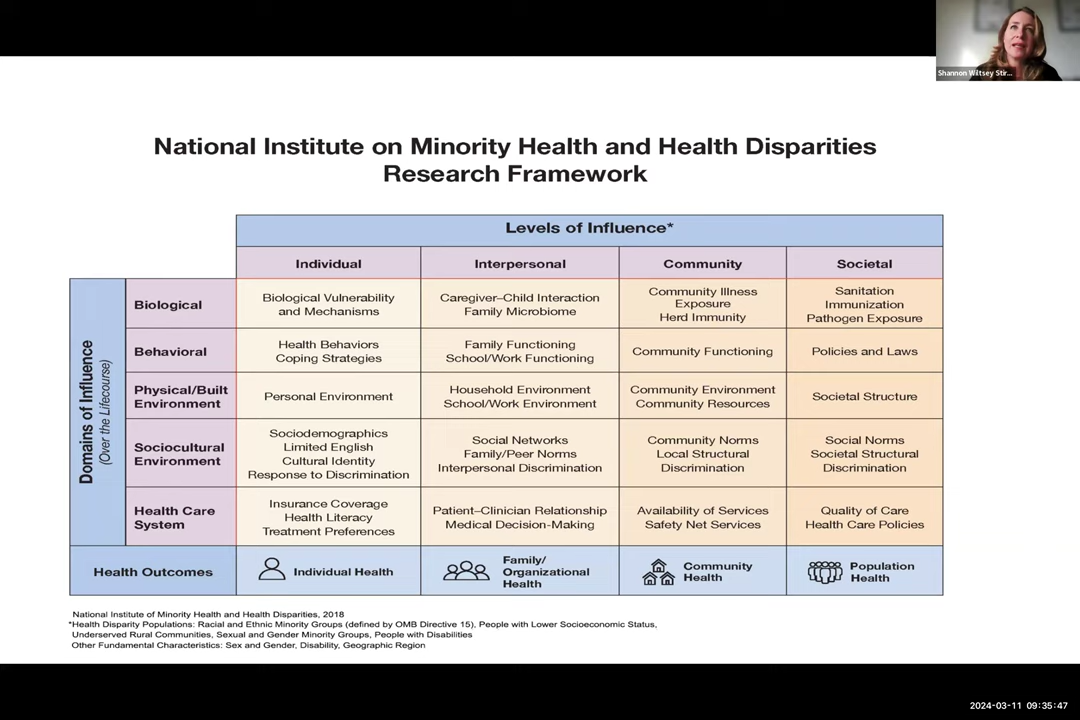 Shannon Wiltsey Stir...
National Institute on Minority Health and Health Disparities
Research Framework
Levels of Influence*
Individual
Interpersonal
Community
Societal
Domains of Influence
(Over the Lifecourse)
Biological
Biological Vulnerability
and Mechanisms
Caregiver–Child Interaction
Family Microbiome
Community Illness
Exposure
Herd Immunity
Sanitation
Immunization
Pathogen Exposure
Behavioral
Health Behaviors
Coping Strategies
Family Functioning
School/Work Functioning
Community Functioning
Policies and Laws
Physical/Built
Environment
Personal Environment
Household Environment
School/Work Environment
Community Environment
Community Resources
Societal Structure
Sociocultural
Environment
Sociodemographics
Limited English
Cultural Identity
Response to Discrimination
Social Networks
Family/Peer Norms
Interpersonal Discrimination
Community Norms
Local Structural
Discrimination
Social Norms
Societal Structural
Discrimination
Health Care
System
Insurance Coverage
Health Literacy
Treatment Preferences
Patient–Clinician Relationship
Medical Decision-Making
Availability of Services
Safety Net Services
Quality of Care
Health Care Policies
Health Outcomes
Individual Health
Family/
Organizational
Health
Community
Health
Population
Health
National Institute of Minority Health and Health Disparities, 2018
*Health Disparity Populations: Racial and Ethnic Minority Groups (defined by OMB Directive 15), People with Lower Socioeconomic Status,
Underserved Rural Communities, Sexual and Gender Minority Groups, People with Disabilities
Other Fundamental Characteristics: Sex and Gender, Disability, Geographic Region
2024-03-11 09:35:47